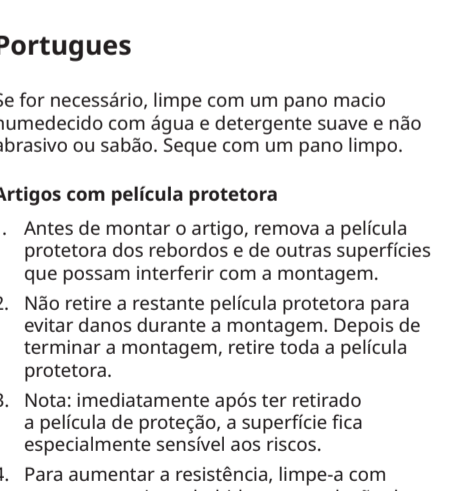 Portugues
Se for necessário, limpe com um pano macio
humedecido com água e detergente suave e não
abrasivo ou sabão. Seque com um pano limpo.
Artigos com película protetora
. Antes de montar o artigo, remova a película
protetora dos rebordos e de outras superfícies
que possam interferir com a montagem.
2. Não retire a restante película protetora para
evitar danos durante a montagem. Depois de
terminar a montagem, retire toda a película
protetora.
3. Nota: imediatamente após ter retirado
a película de proteção, a superfície fica
especialmente sensível aos riscos.
4. Para aumentar a resistência, limpe-a com